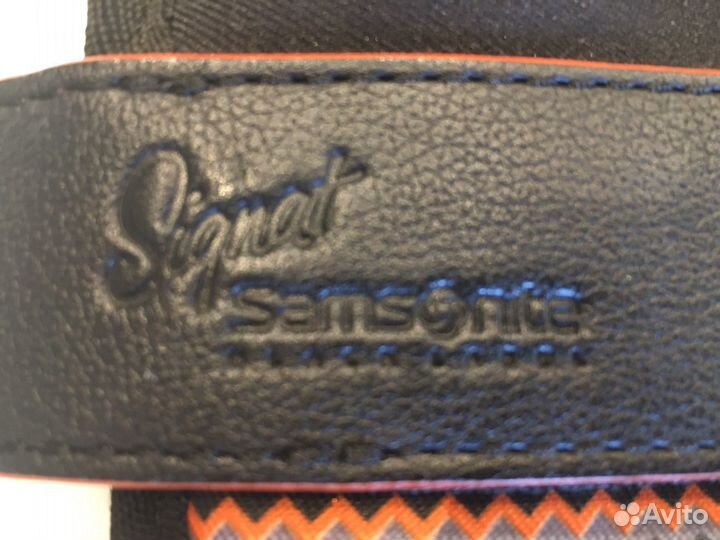 Signat
Samsonite
BLACK LABEL
Avito